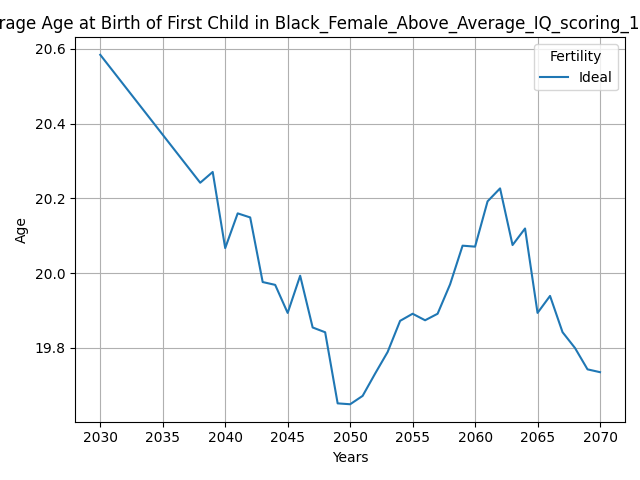 rage Age at Birth of First Child in Black_Female_Above_Average_IQ_scoring_1
Fertility
Ideal
20.6
20.4
20.2
20.0
19.8
Age
2030 2035 2040 2045 2050 2055 2060 2065 2070
Years